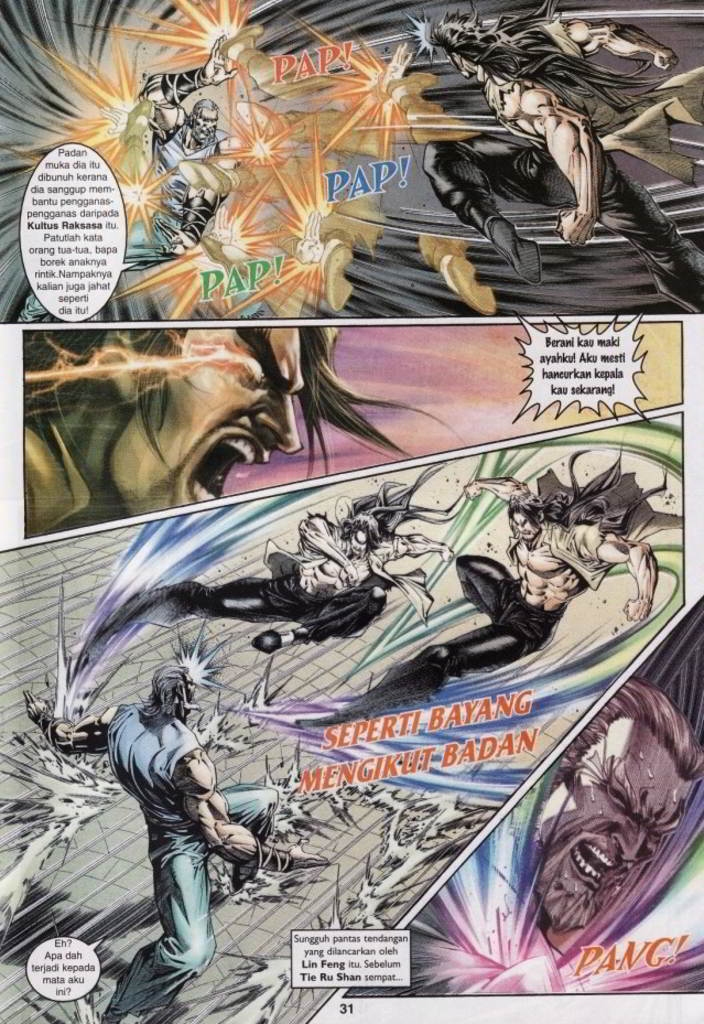 PAP!
PAP!
PAP!
Padan
muka dia itu
dibunuh kerana
dia sanggup mem-
bantu pengganas-
pengganas daripada
Kultus Raksasa itu.
Patutlah kata
orang tua-tua, bapa
borek anaknya
rintik.Nampaknya
kalian juga jahat
seperti
dia itu!
Berani kau maki
ayahku! Aku mesti
hancurkan kepala
kau sekarang!
SEPERTI BAYANG
MENGIKUT BADAN
Eh?
Apa dah
terjadi kepada
mata aku
ini?
Sungguh pantas tendangan
yang dilancarkan oleh
Lin Feng itu. Sebelum
Tie Ru Shan sempat...
PANG!
31